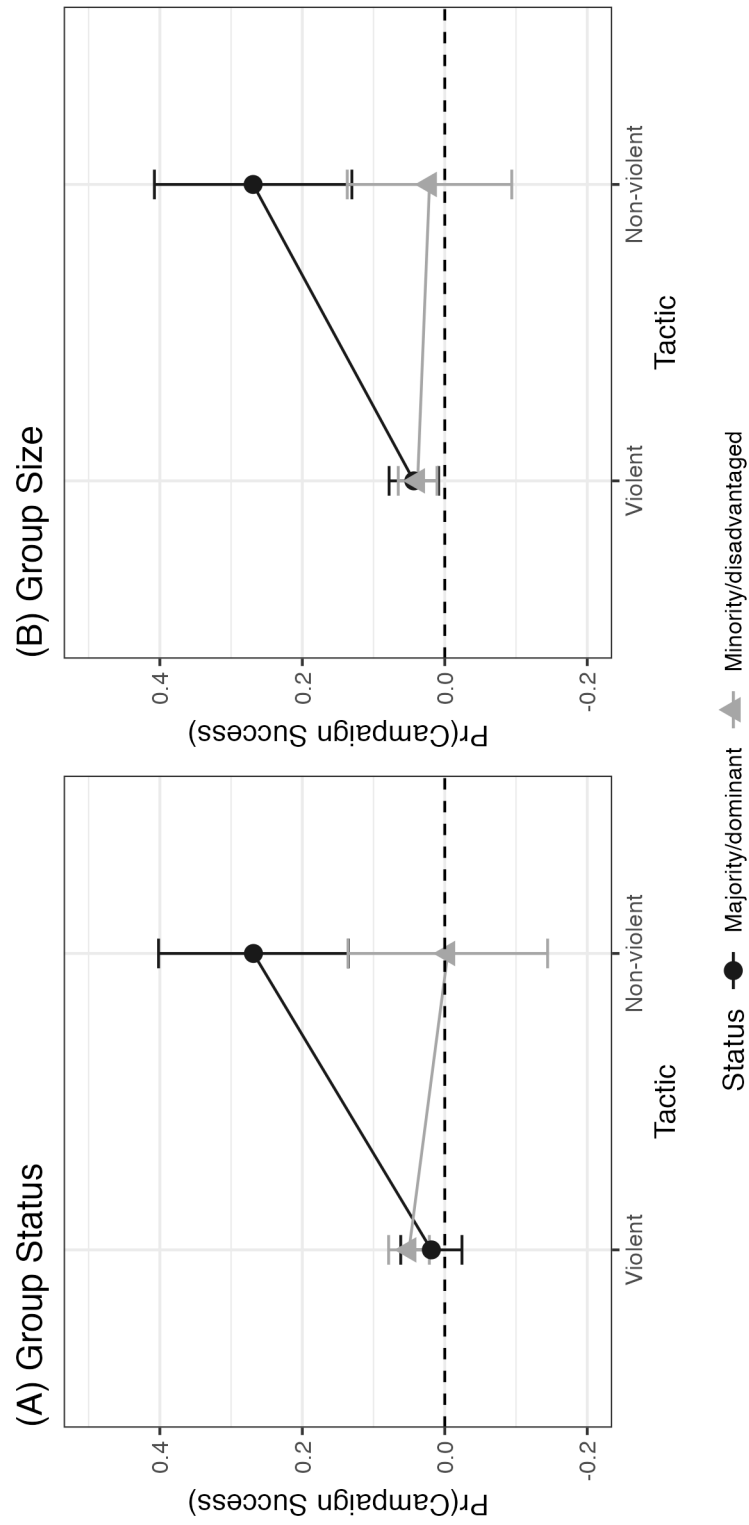 (A) Group Status
Pr(Campaign Success)
0.4
0.2
0.0
-0.2
Violent
Non-violent
Tactic
(B) Group Size
Pr(Campaign Success)
0.4
0.2
0.0
-0.2
Violent
Non-violent
Tactic
Status Majority/dominant Minority/disadvantaged